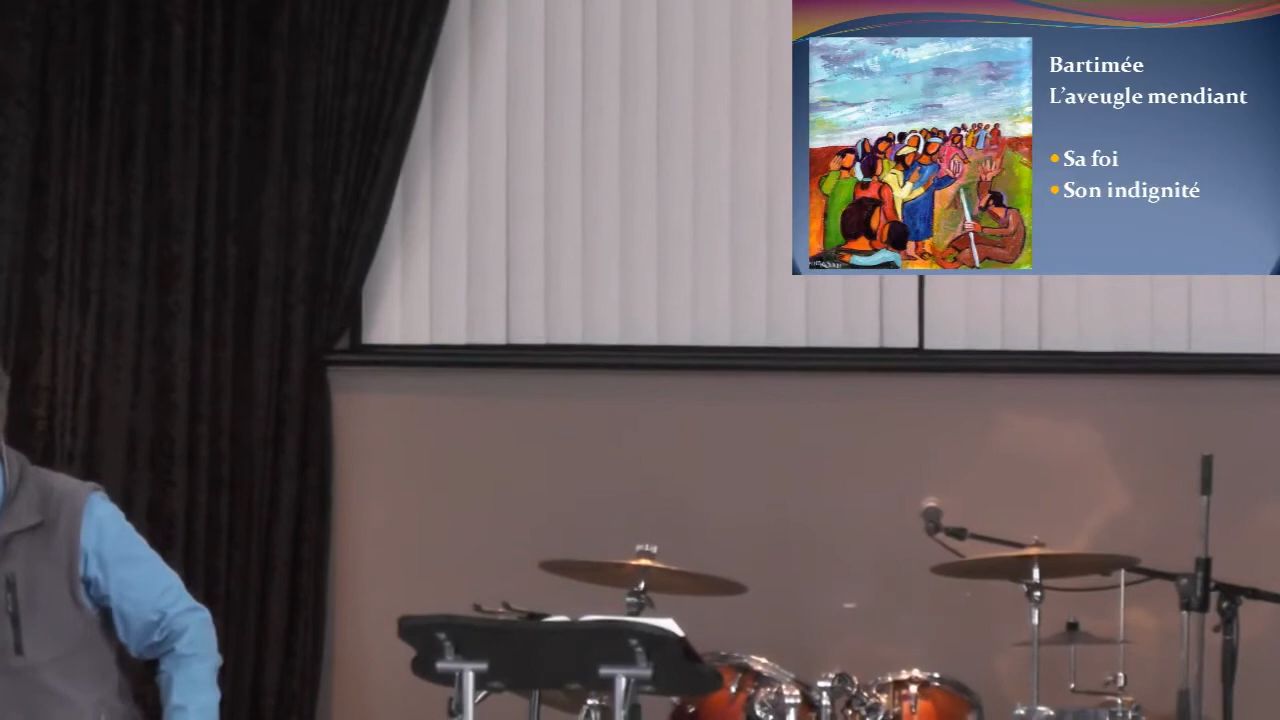 Bartimée
L'aveugle mendiant
• Sa foi
• Son indignité